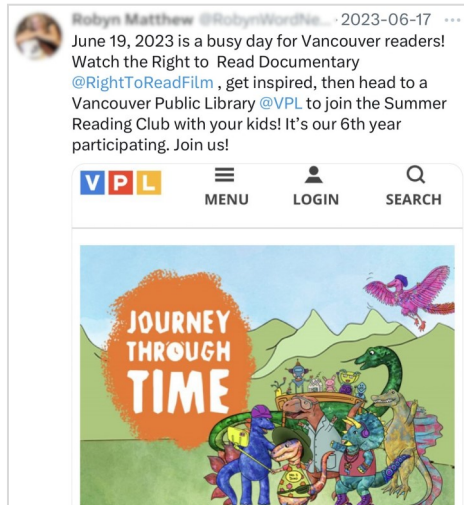 Robyn Matthew @RobynWordNe... · 2023-06-17 ...
June 19, 2023 is a busy day for Vancouver readers!
Watch the Right to Read Documentary
@RightToReadFilm , get inspired, then head to a
Vancouver Public Library @VPL to join the Summer
Reading Club with your kids! It’s our 6th year
participating. Join us!
VPL
MENU LOGIN SEARCH
JOURNEY
THROUGH
TIME